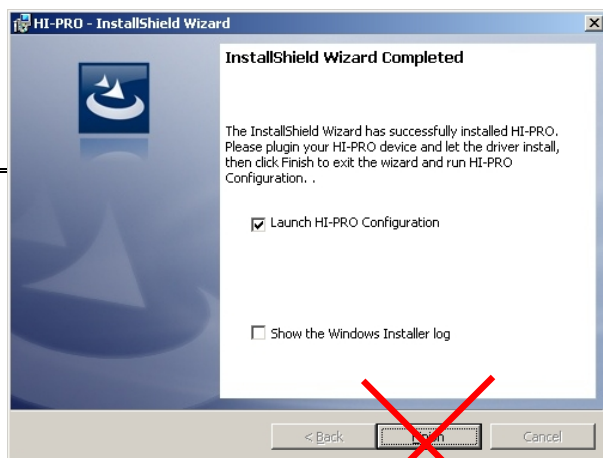 HI-PRO - InstallShield Wizard
InstallShield Wizard Completed
The InstallShield Wizard has successfully installed HI-PRO.
Please plugin your HI-PRO device and let the driver install,
then click Finish to exit the wizard and run HI-PRO
Configuration. .
Launch HI-PRO Configuration
Show the Windows Installer log
< Back
Finish
Cancel